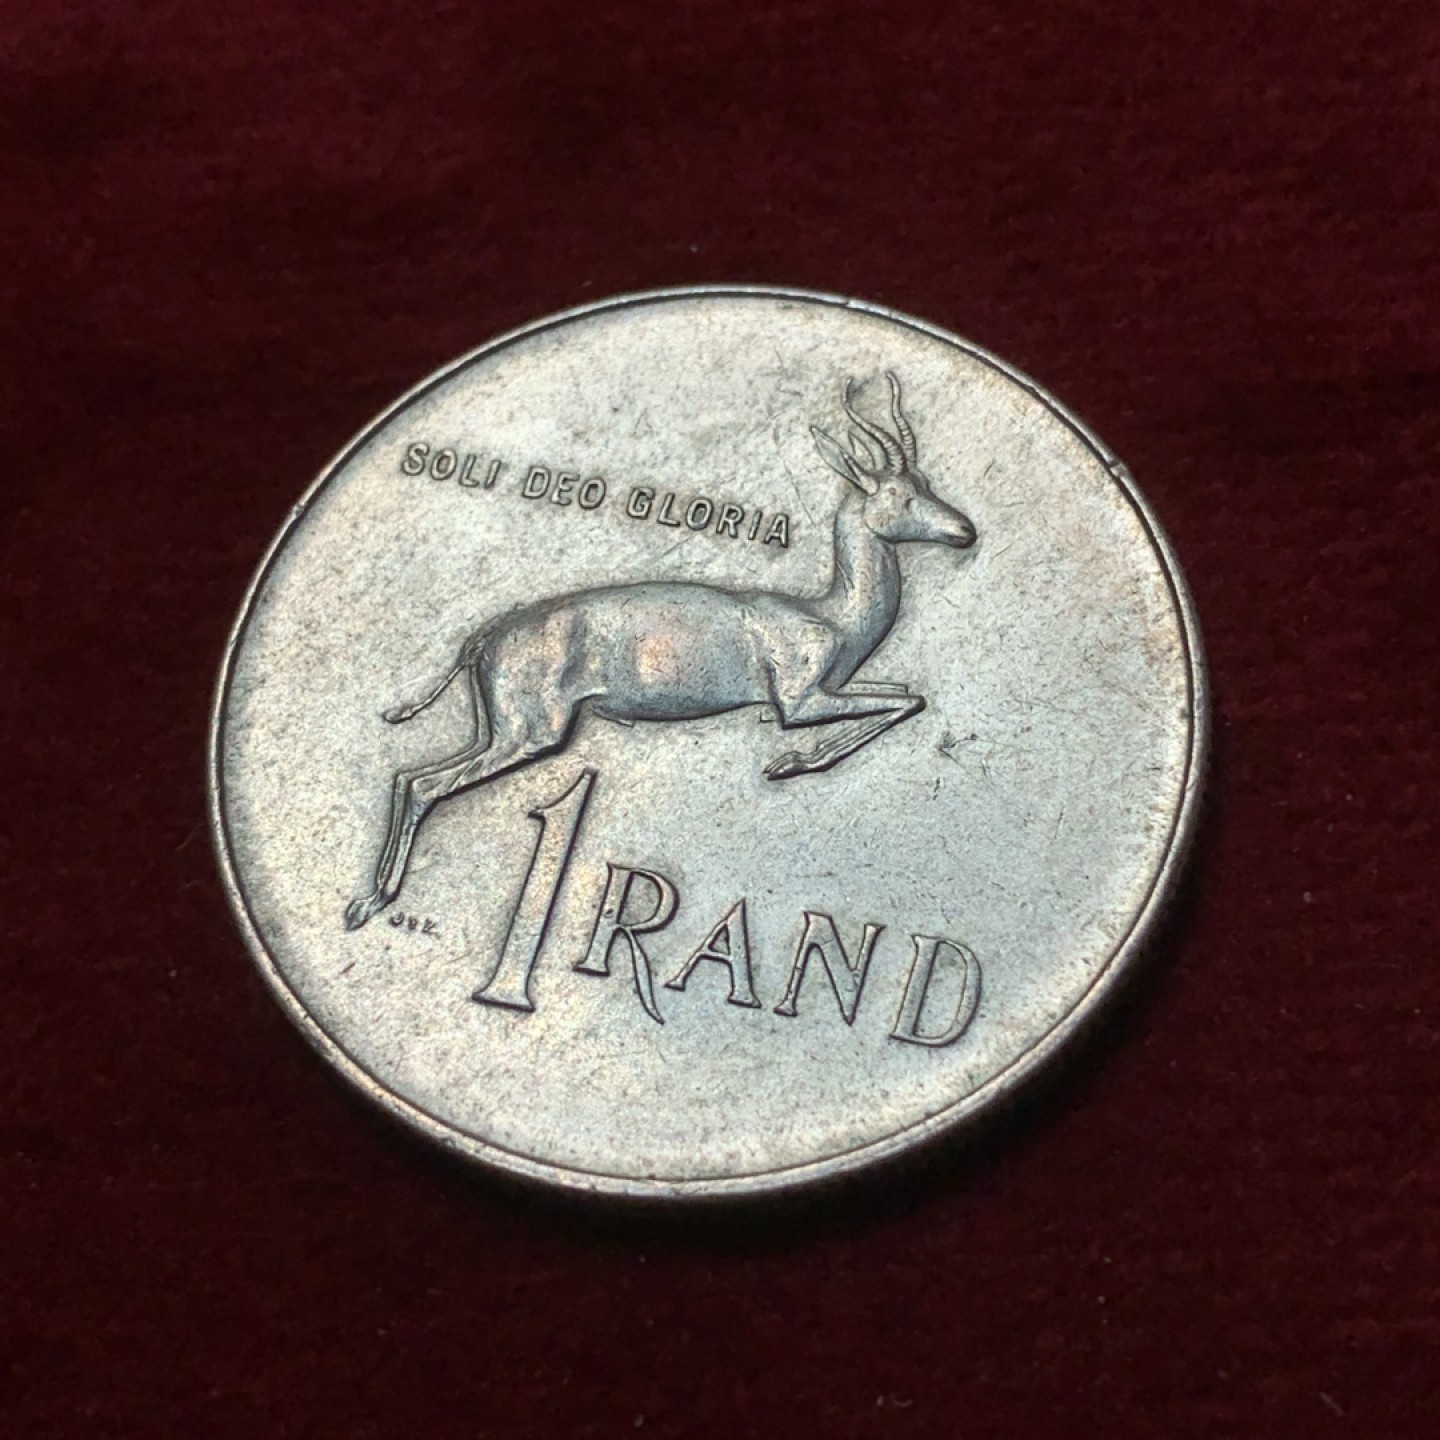 SOLI DEO GLORIA
J v Z.
1 RAND